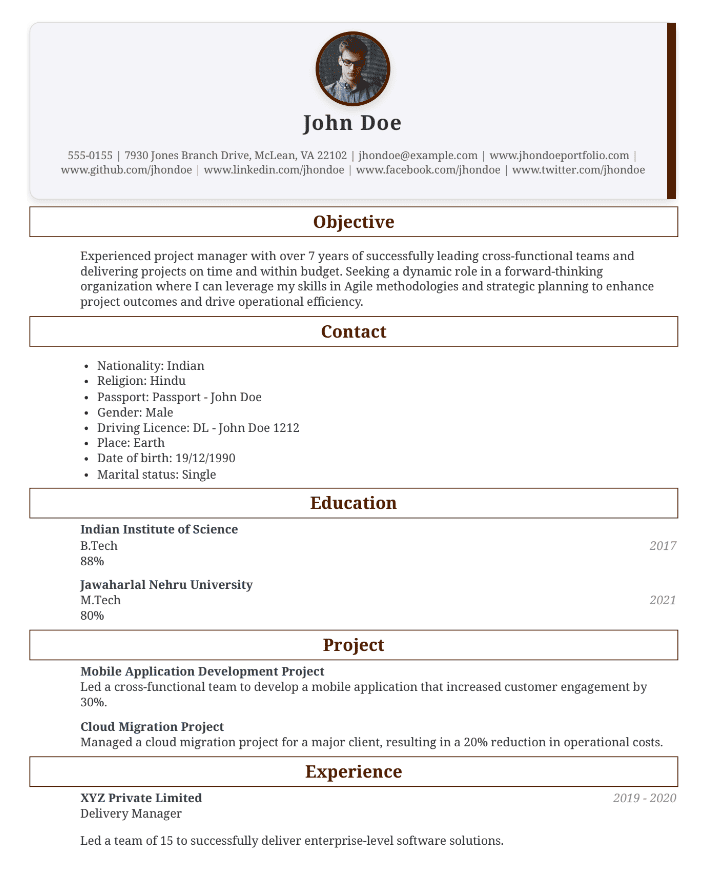 John Doe
555-0155 | 7930 Jones Branch Drive, McLean, VA 22102 | jhondoe@example.com | www.jhondoeportfolio.com |
www.github.com/jhondoe | www.linkedin.com/jhondoe | www.facebook.com/jhondoe | www.twitter.com/jhondoe
Objective
Experienced project manager with over 7 years of successfully leading cross-functional teams and
delivering projects on time and within budget. Seeking a dynamic role in a forward-thinking
organization where I can leverage my skills in Agile methodologies and strategic planning to enhance
project outcomes and drive operational efficiency.
Contact
• Nationality: Indian
• Religion: Hindu
• Passport: Passport - John Doe
• Gender: Male
• Driving Licence: DL - John Doe 1212
• Place: Earth
• Date of birth: 19/12/1990
• Marital status: Single
Education
Indian Institute of Science
B.Tech 2017
88%
Jawaharlal Nehru University
M.Tech 2021
80%
Project
Mobile Application Development Project
Led a cross-functional team to develop a mobile application that increased customer engagement by
30%.
Cloud Migration Project
Managed a cloud migration project for a major client, resulting in a 20% reduction in operational costs.
Experience
XYZ Private Limited 2019 - 2020
Delivery Manager
Led a team of 15 to successfully deliver enterprise-level software solutions.